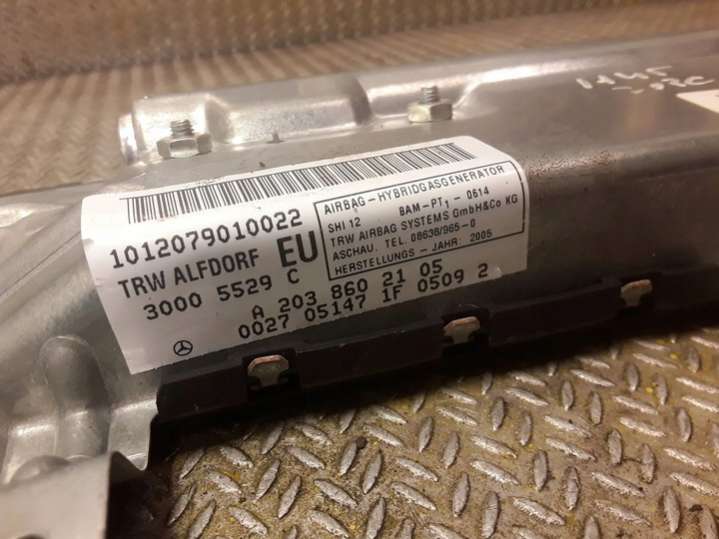 1012079010022
TRW ALFDORF EU
3000 5529 C
A 203 860 21 05
0027 05147 1F 0509 2
AIRBAG-HYBRIDGASGENERATOR
SHI 12 BAM-PT1-0614
TRW AIRBAG SYSTEMS GmbH&Co KG
ASCHAU. TEL. 08638/965-0
HERSTELLUNGS-JAHR: 2005